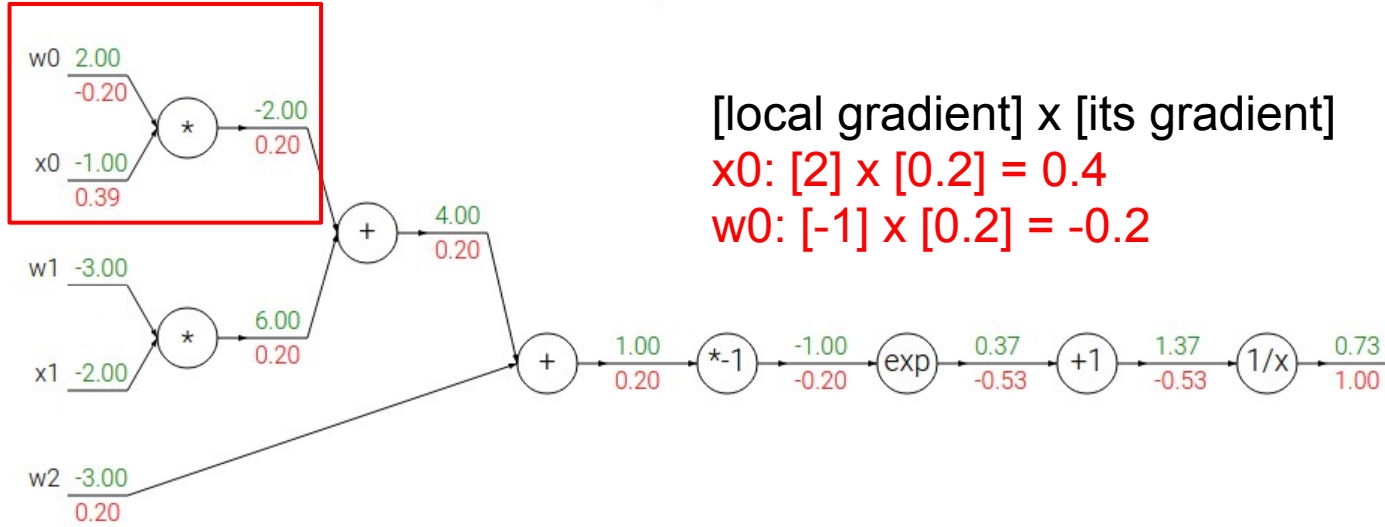 w0 2.00
-0.20
* -2.00
0.20
x0 -1.00
0.39
[local gradient] x [its gradient]
x0: [2] x [0.2] = 0.4
w0: [-1] x [0.2] = -0.2
+ 4.00
0.20
w1 -3.00
* 6.00
0.20
x1 -2.00
+ 1.00 *-1 -1.00 exp 0.37 +1 1.37 1/x 0.73
0.20 -0.20 -0.53 -0.53 1.00
w2 -3.00
0.20